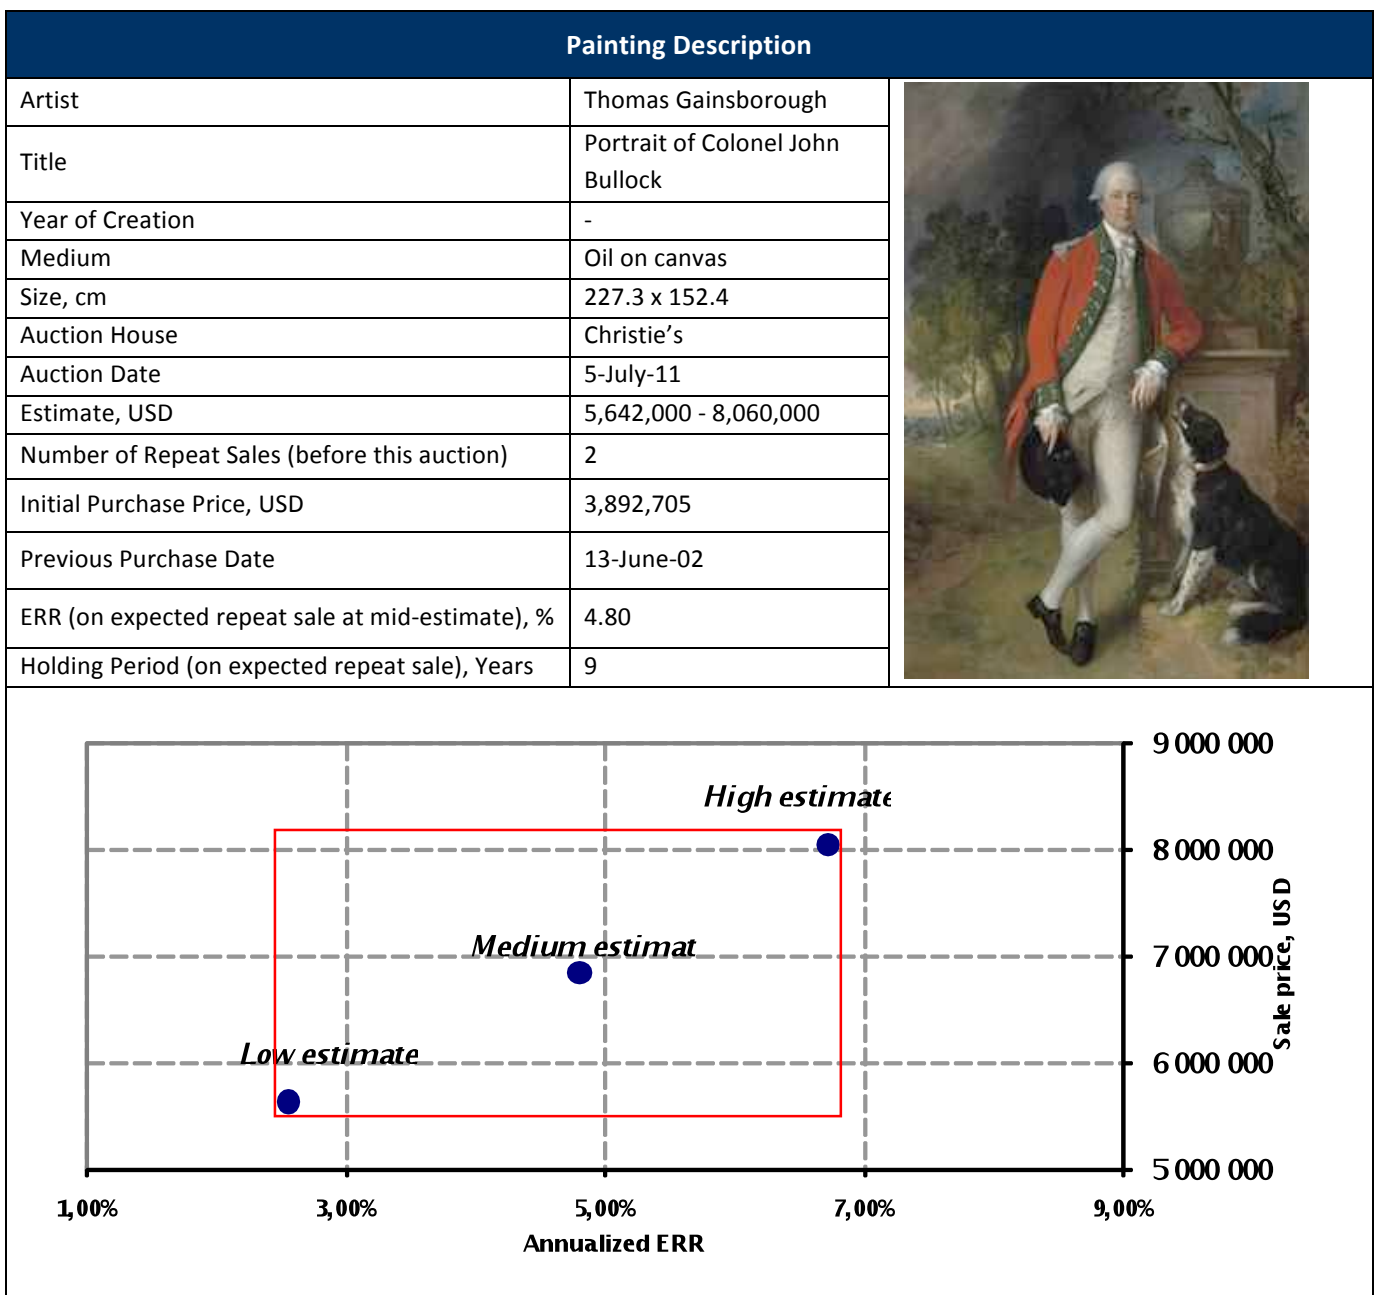 Painting Description
Artist Thomas Gainsborough
Title Portrait of Colonel John
Bullock
Year of Creation -
Medium Oil on canvas
Size, cm 227.3 x 152.4
Auction House Christie’s
Auction Date 5-July-11
Estimate, USD 5,642,000 - 8,060,000
Number of Repeat Sales (before this auction) 2
Initial Purchase Price, USD 3,892,705
Previous Purchase Date 13-June-02
ERR (on expected repeat sale at mid-estimate), % 4.80
Holding Period (on expected repeat sale), Years 9
9 000 000
High estimate
8 000 000
Medium estimat
7 000 000
Sale price, USD
Low estimate
6 000 000
5 000 000
1,00% 3,00% 5,00% 7,00% 9,00%
Annualized ERR